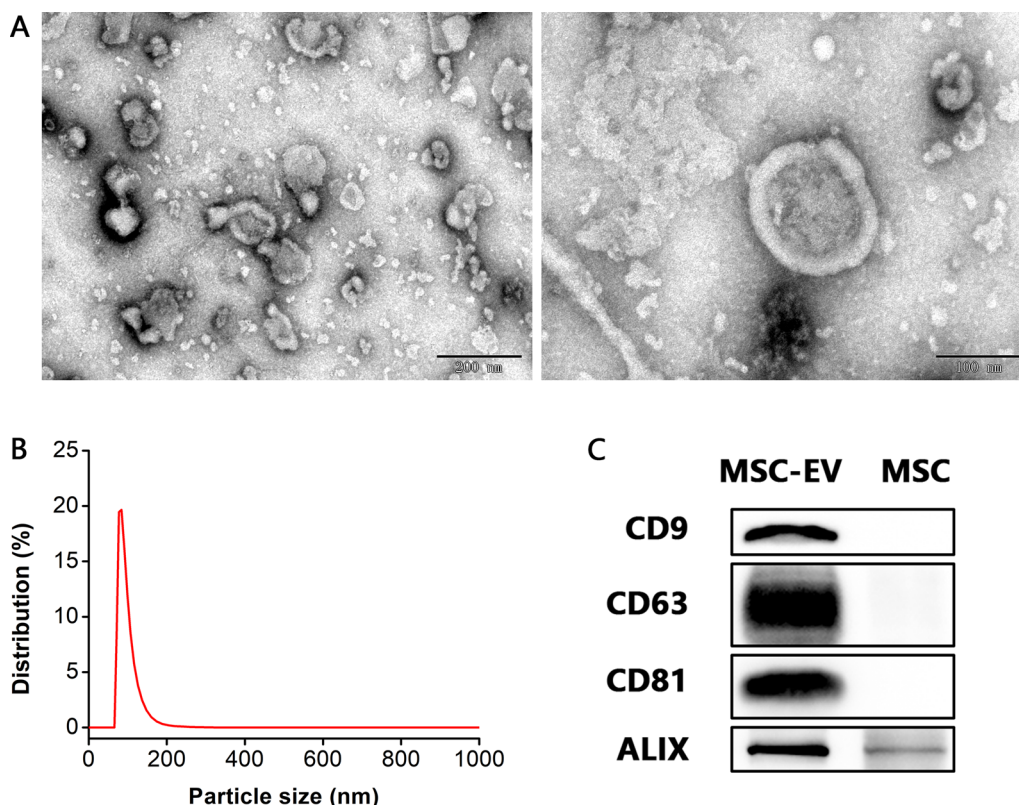 A
200 nm
100 nm
B
25
20
15
10
5
0
Distribution (%)
0 200 400 600 800 1000
Particle size (nm)
C
MSC-EV MSC
CD9
CD63
CD81
ALIX